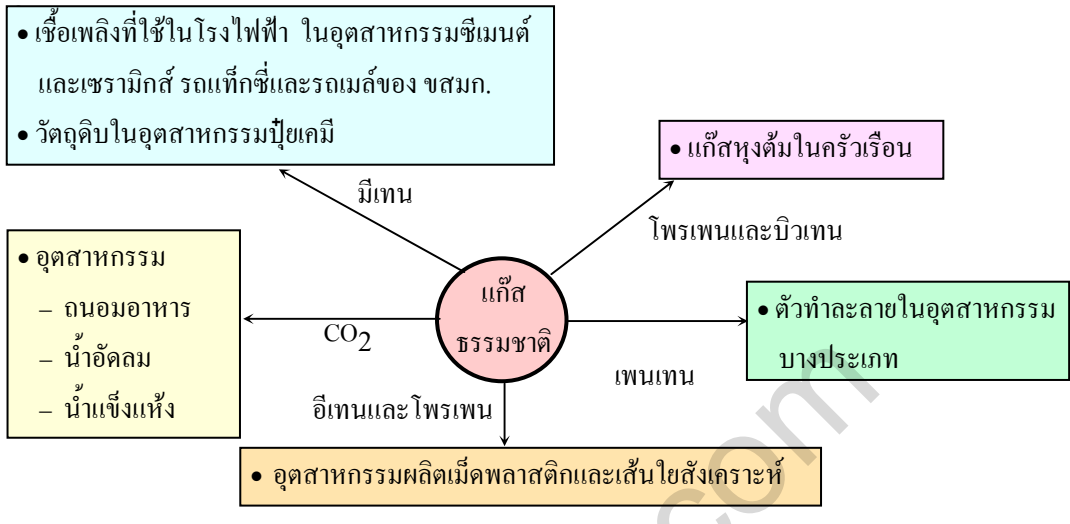 • เชื้อเพลิงที่ใช้ในโรงไฟฟ้า ในอุตสาหกรรมซีเมนต์
และเซรามิกส์ รถแท็กซี่และรถเมล์ของ ขสมก.
• วัตถุดิบในอุตสาหกรรมปุ๋ยเคมี
• แก๊สหุงต้มในครัวเรือน
มีเทน
โพรเพนและบิวเทน
• อุตสาหกรรม
– ถนอมอาหาร
– น้ำอัดลม
– น้ำแข็งแห้ง
CO2
แก๊ส
ธรรมชาติ
• ตัวทำละลายในอุตสาหกรรม
บางประเภท
เพนเทน
อีเทนและโพรเพน
• อุตสาหกรรมผลิตเม็ดพลาสติกและเส้นใยสังเคราะห์
com